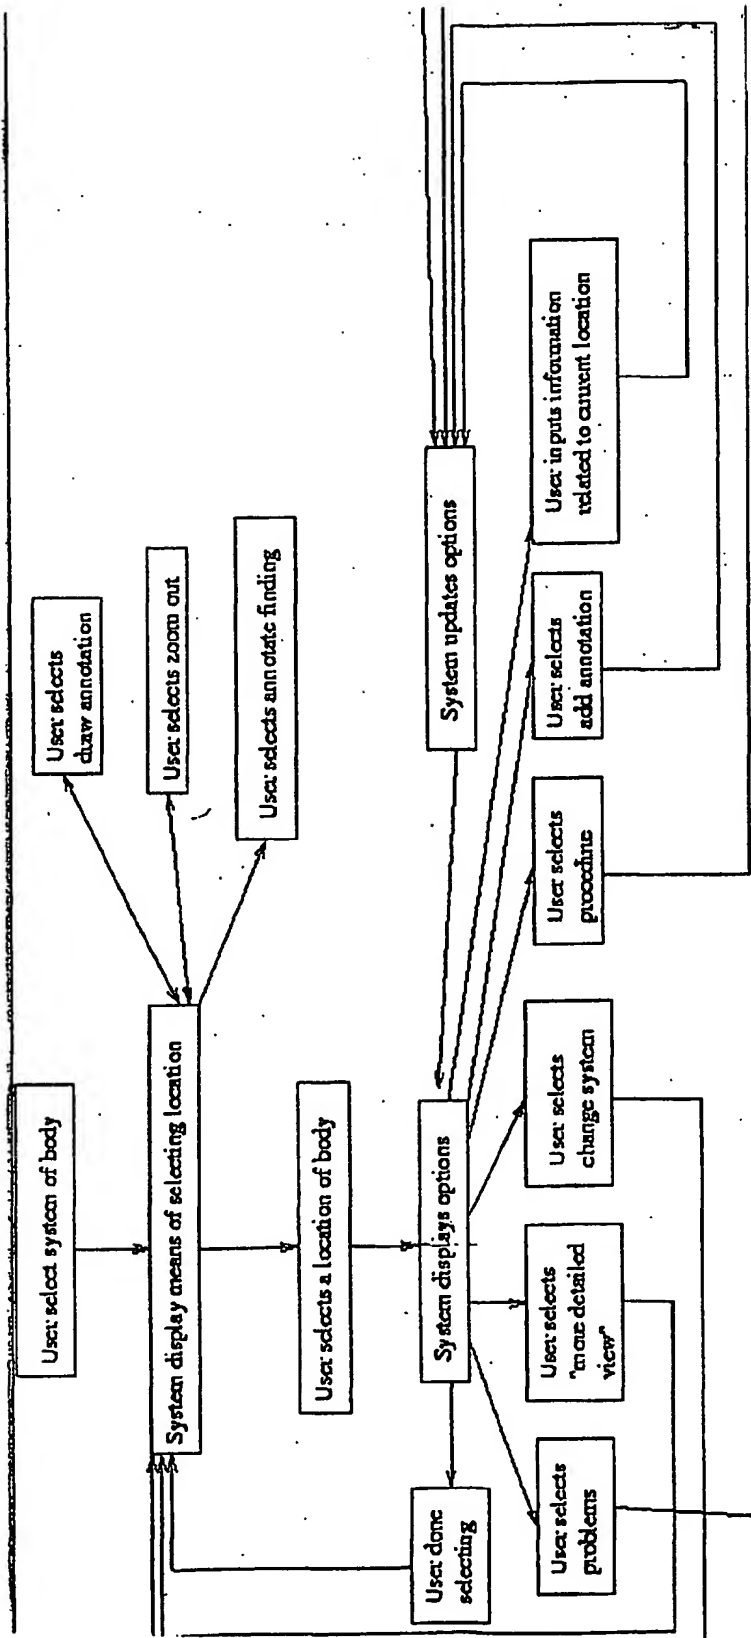 User select system of body
System display means of selecting location
User selects
draw annotation
User selects zoom out
User selects annotate finding
User selects a location of body
User done
selecting
System displays options
System updates options
User selects
problems
User selects
"more detailed
view"
User selects
change system
User selects
procedure
User selects
add annotation
User inputs information
related to current location